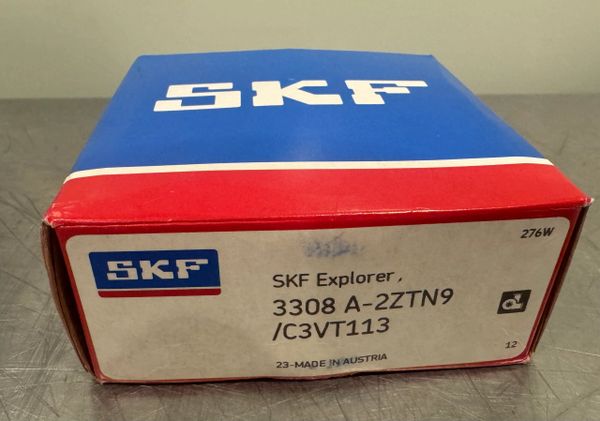 SKF
276W
SKF
SKF Explorer.
3308 A-2ZTN9
/C3VT113
12
23-MADE IN AUSTRIA